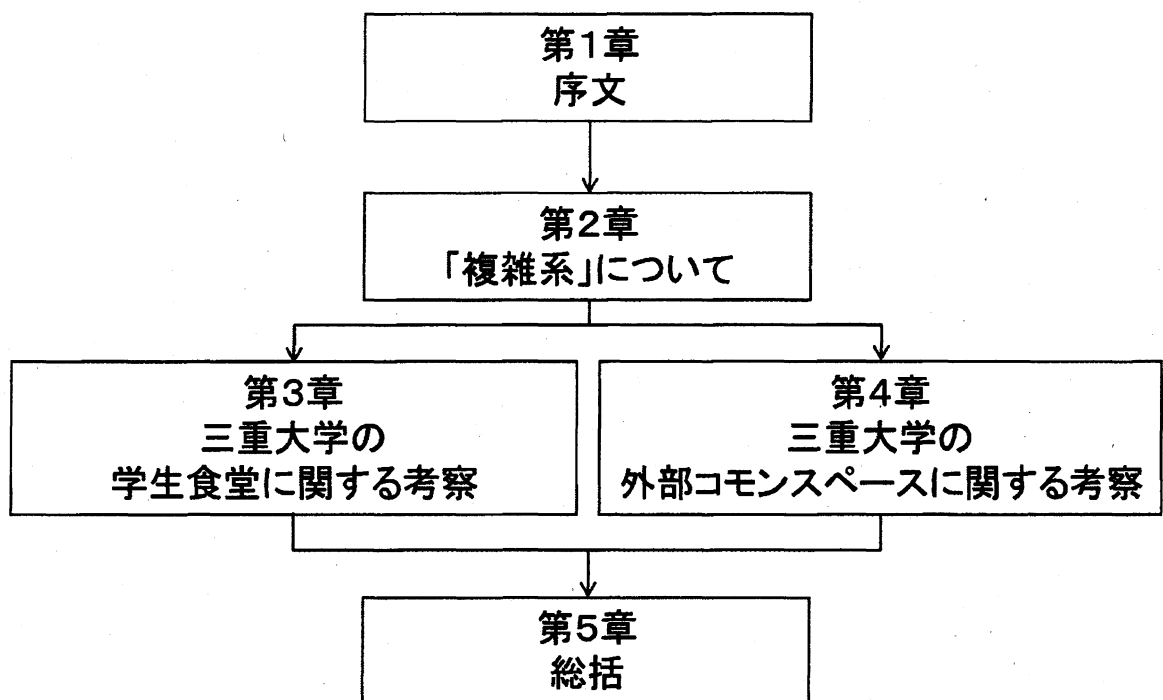 第1章
序文
第2章
「複雑系」について
第3章
三重大学の
学生食堂に関する考察
第4章
三重大学の
外部コモンスペースに関する考察
第5章
総括